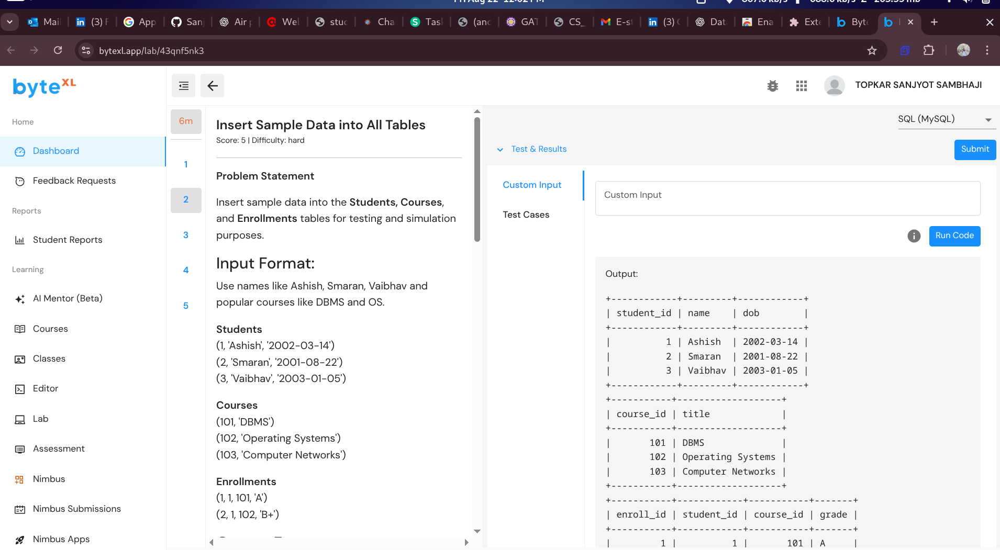 Mail
(3) F
App
Sanj
Air p
Wel
stud
Cha
Task
(anc
GAT
CS_
E-st
(3) (
Dat
Ena
Exte
Byte
bytexl.app/lab/43qnf5nk3
byteXL
TOPKAR SANJYOT SAMBHAJI
Home
Dashboard
Feedback Requests
Reports
Student Reports
Learning
AI Mentor (Beta)
Courses
Classes
Editor
Lab
Assessment
Nimbus
Nimbus Submissions
Nimbus Apps
6m
1
2
3
4
5
Insert Sample Data into All Tables
Score: 5 | Difficulty: hard
Problem Statement
Insert sample data into the Students, Courses,
and Enrollments tables for testing and simulation
purposes.
Input Format:
Use names like Ashish, Smaran, Vaibhav and
popular courses like DBMS and OS.
Students
(1, 'Ashish', '2002-03-14')
(2, 'Smaran', '2001-08-22')
(3, 'Vaibhav', '2003-01-05')
Courses
(101, 'DBMS')
(102, 'Operating Systems')
(103, 'Computer Networks')
Enrollments
(1, 1, 101, 'A')
(2, 1, 102, 'B+')
SQL (MySQL)
Test & Results
Submit
Custom Input
Test Cases
Custom Input
Run Code
Output:
+------------+---------+------------+
| student_id | name    | dob        |
+------------+---------+------------+
|          1 | Ashish  | 2002-03-14 |
|          2 | Smaran  | 2001-08-22 |
|          3 | Vaibhav | 2003-01-05 |
+------------+---------+------------+
+-----------+-------------------+
| course_id | title             |
+-----------+-------------------+
|       101 | DBMS              |
|       102 | Operating Systems |
|       103 | Computer Networks |
+-----------+-------------------+
+-----------+------------+-----------+-------+
| enroll_id | student_id | course_id | grade |
+-----------+------------+-----------+-------+
|         1 |          1 |       101 | A     |